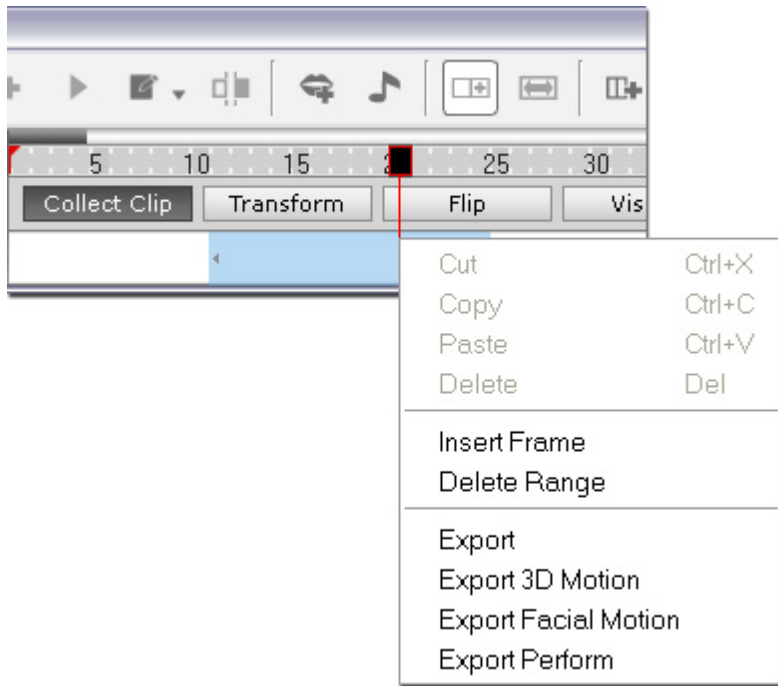 5 10 15 25 30
Collect Clip Transform Flip Vis
Cut Ctrl+X
Copy Ctrl+C
Paste Ctrl+V
Delete Del
Insert Frame
Delete Range
Export
Export 3D Motion
Export Facial Motion
Export Perform